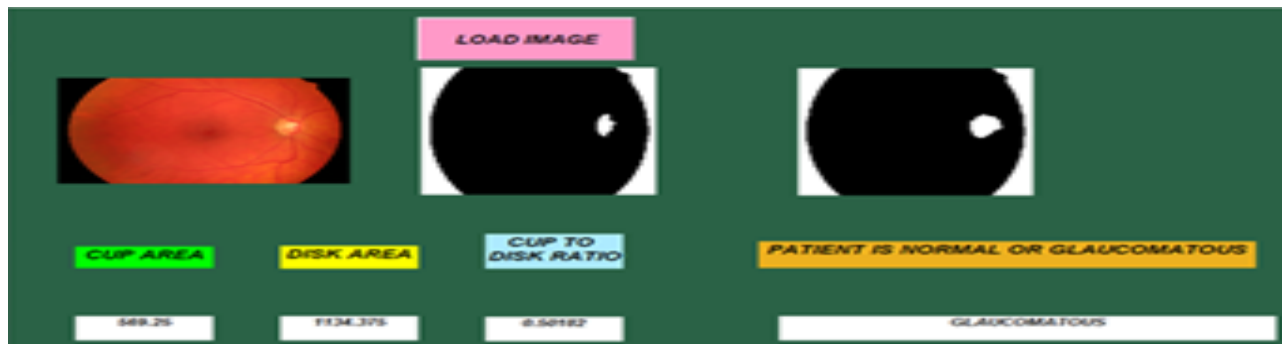 LOAD IMAGE
CUP AREA
DISK AREA
CUP TO
DISK RATIO
PATIENT IS NORMAL OR GLAUCOMATOUS
569.25
1134.375
0.50182
GLAUCOMATOUS